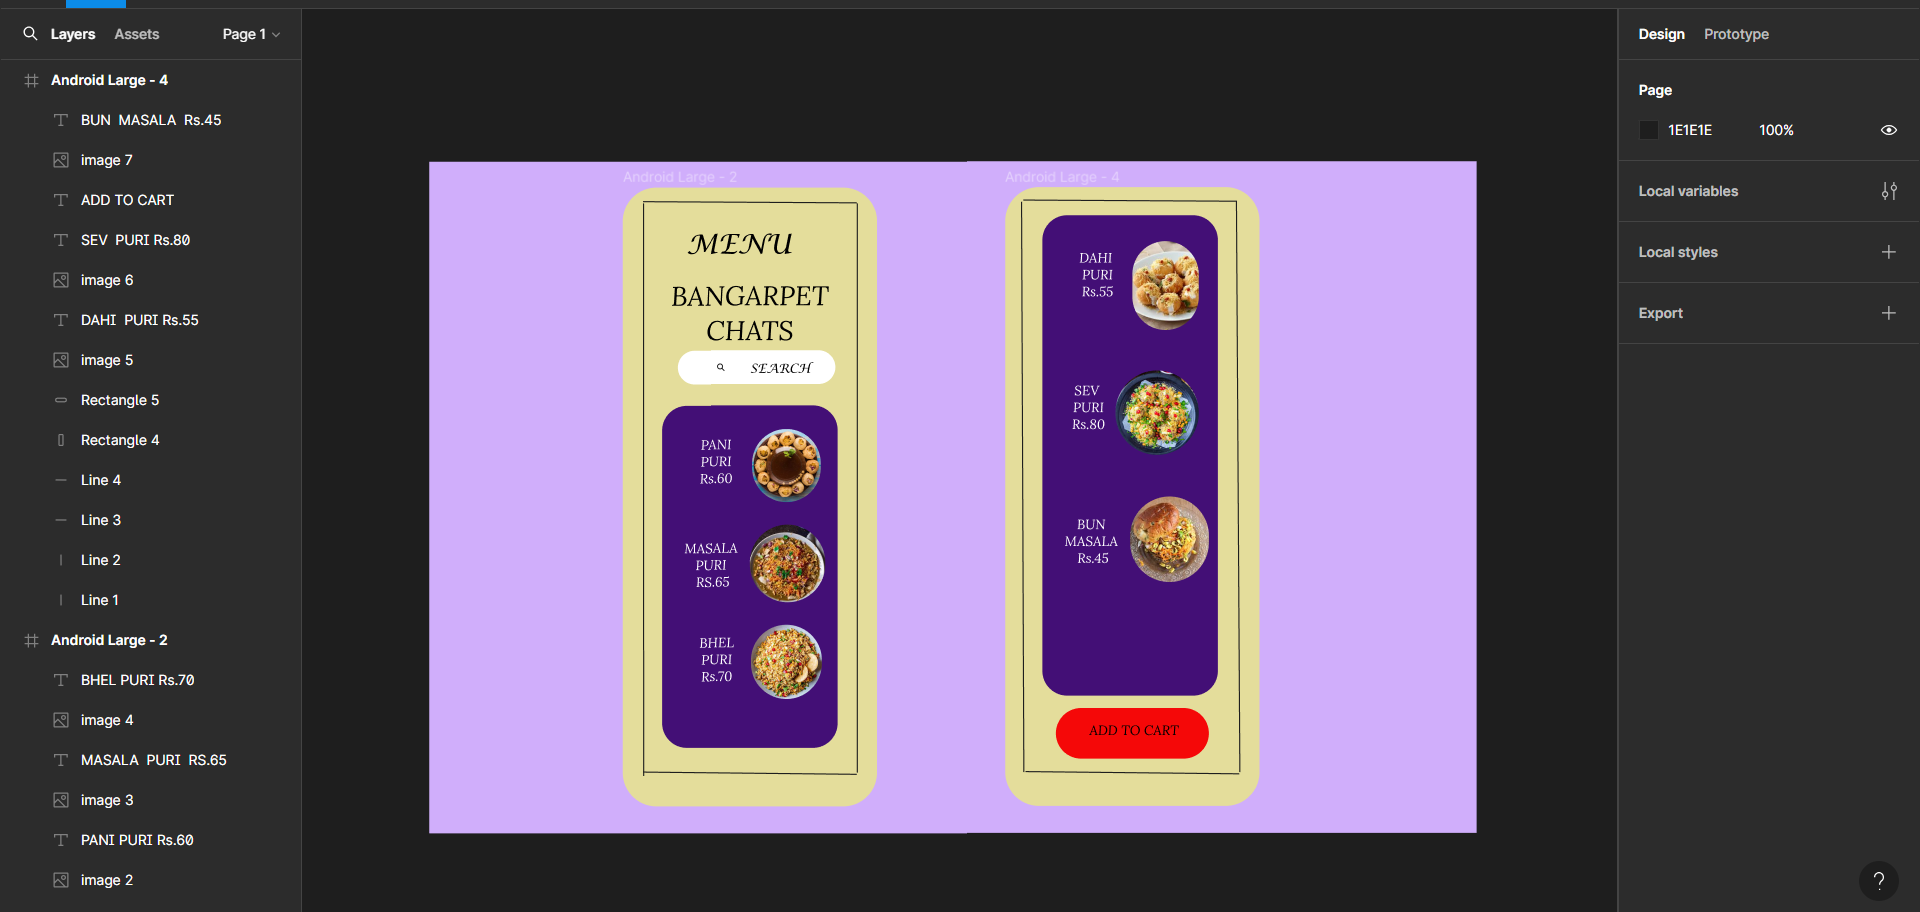 Layers Assets Page 1
Android Large - 4
BUN MASALA Rs.45
image 7
ADD TO CART
SEV PURI Rs.80
image 6
DAHI PURI Rs.55
image 5
Rectangle 5
Rectangle 4
Line 4
Line 3
Line 2
Line 1
Android Large - 2
BHEL PURI Rs.70
image 4
MASALA PURI RS.65
image 3
PANI PURI Rs.60
image 2
Android Large - 2
MENU
BANGARPET
CHATS
SEARCH
PANI
PURI
Rs.60
MASALA
PURI
RS.65
BHEL
PURI
Rs.70
Android Large - 4
DAHI
PURI
Rs.55
SEV
PURI
Rs.80
BUN
MASALA
Rs.45
ADD TO CART
Design Prototype
Page
1E1E1E 100%
Local variables
Local styles
Export
?